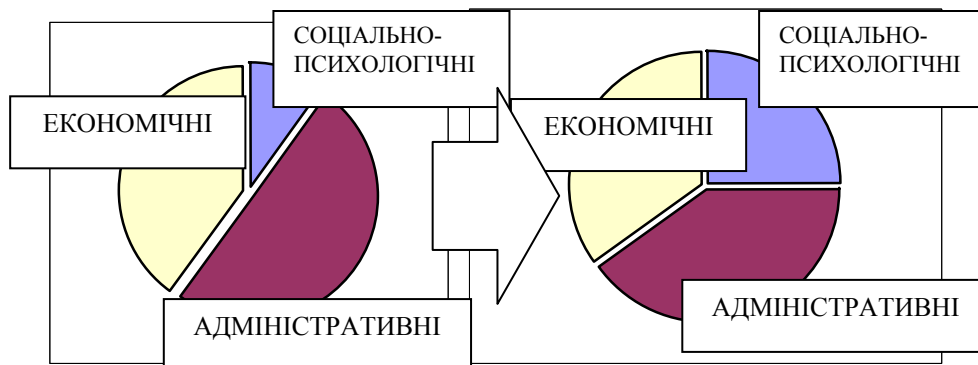 СОЦІАЛЬНО-
ПСИХОЛОГІЧНІ
ЕКОНОМІЧНІ
АДМІНІСТРАТИВНІ
СОЦІАЛЬНО-
ПСИХОЛОГІЧНІ
ЕКОНОМІЧНІ
АДМІНІСТРАТИВНІ